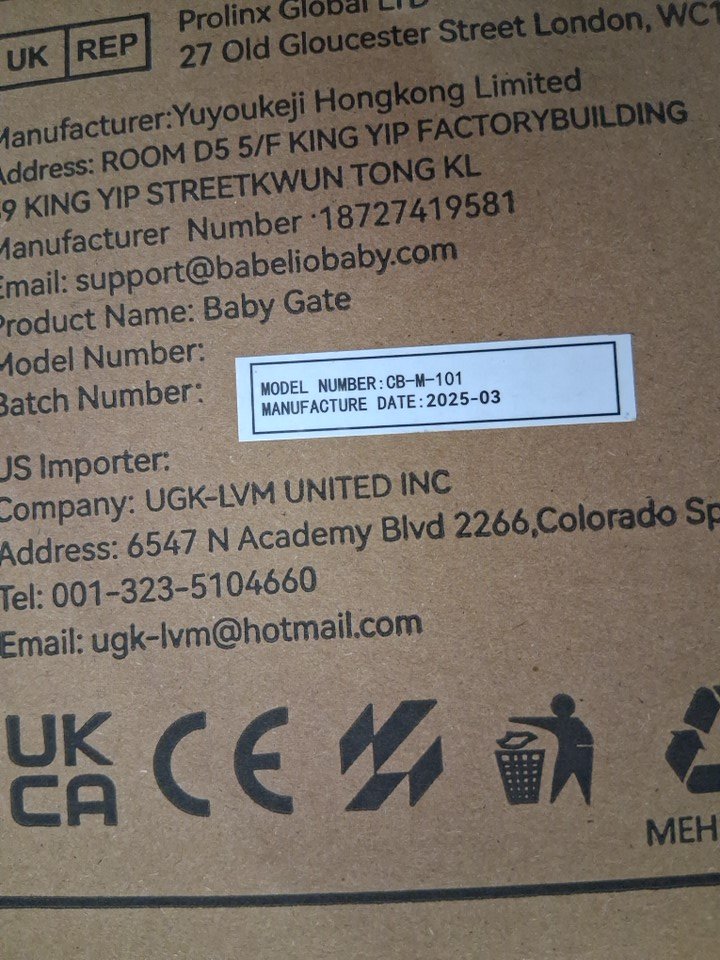 Prolinx Global LTD
UK REP
27 Old Gloucester Street London, WC1
Manufacturer:Yuyoukeji Hongkong Limited
Address: ROOM D5 5/F KING YIP FACTORYBUILDING
59 KING YIP STREETKWUN TONG KL
Manufacturer Number ·18727419581
Email: support@babeliobaby.com
Product Name: Baby Gate
Model Number:
Batch Number:
MODEL NUMBER:CB-M-101
MANUFACTURE DATE:2025-03
US Importer:
Company: UGK-LVM UNITED INC
Address: 6547 N Academy Blvd 2266,Colorado Sp
Tel: 001-323-5104660
Email: ugk-lvm@hotmail.com
UK
CA CE
MEH